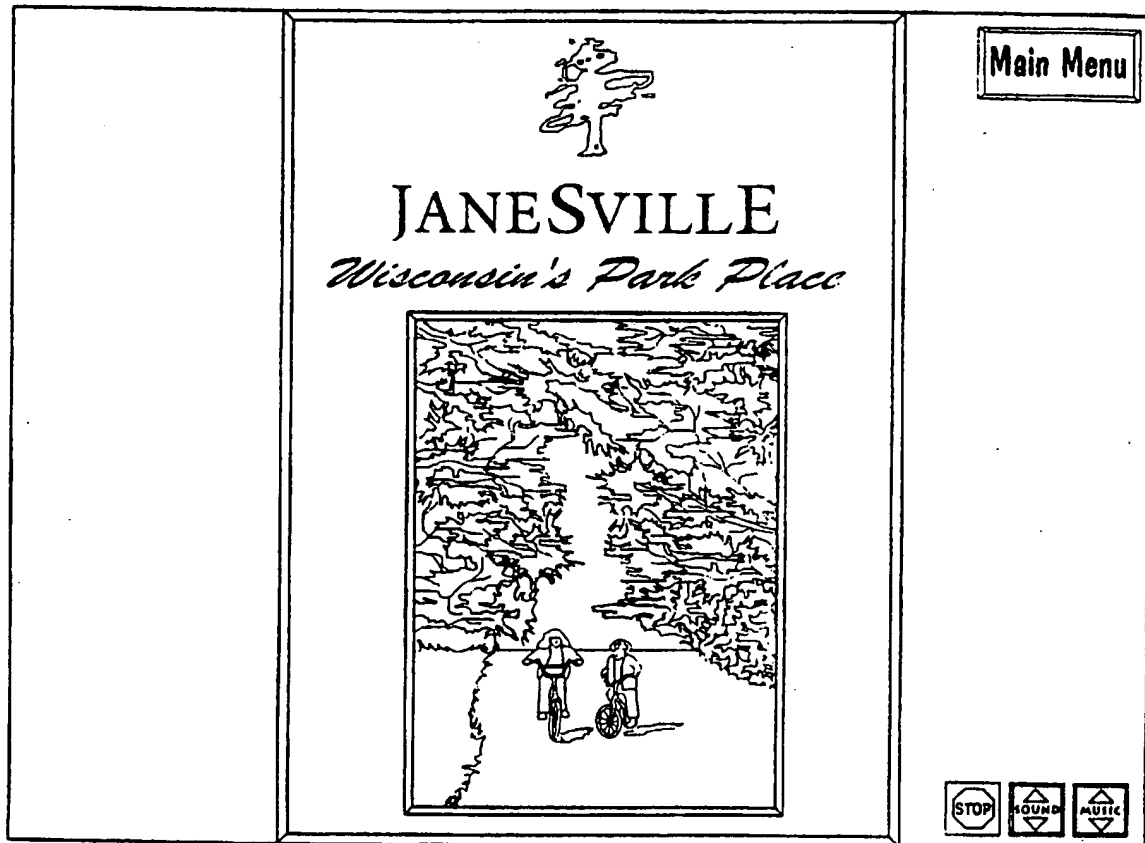 Main Menu
JANESVILLE
Wisconsin's Park Place
STOP
SOUND
MUSIC